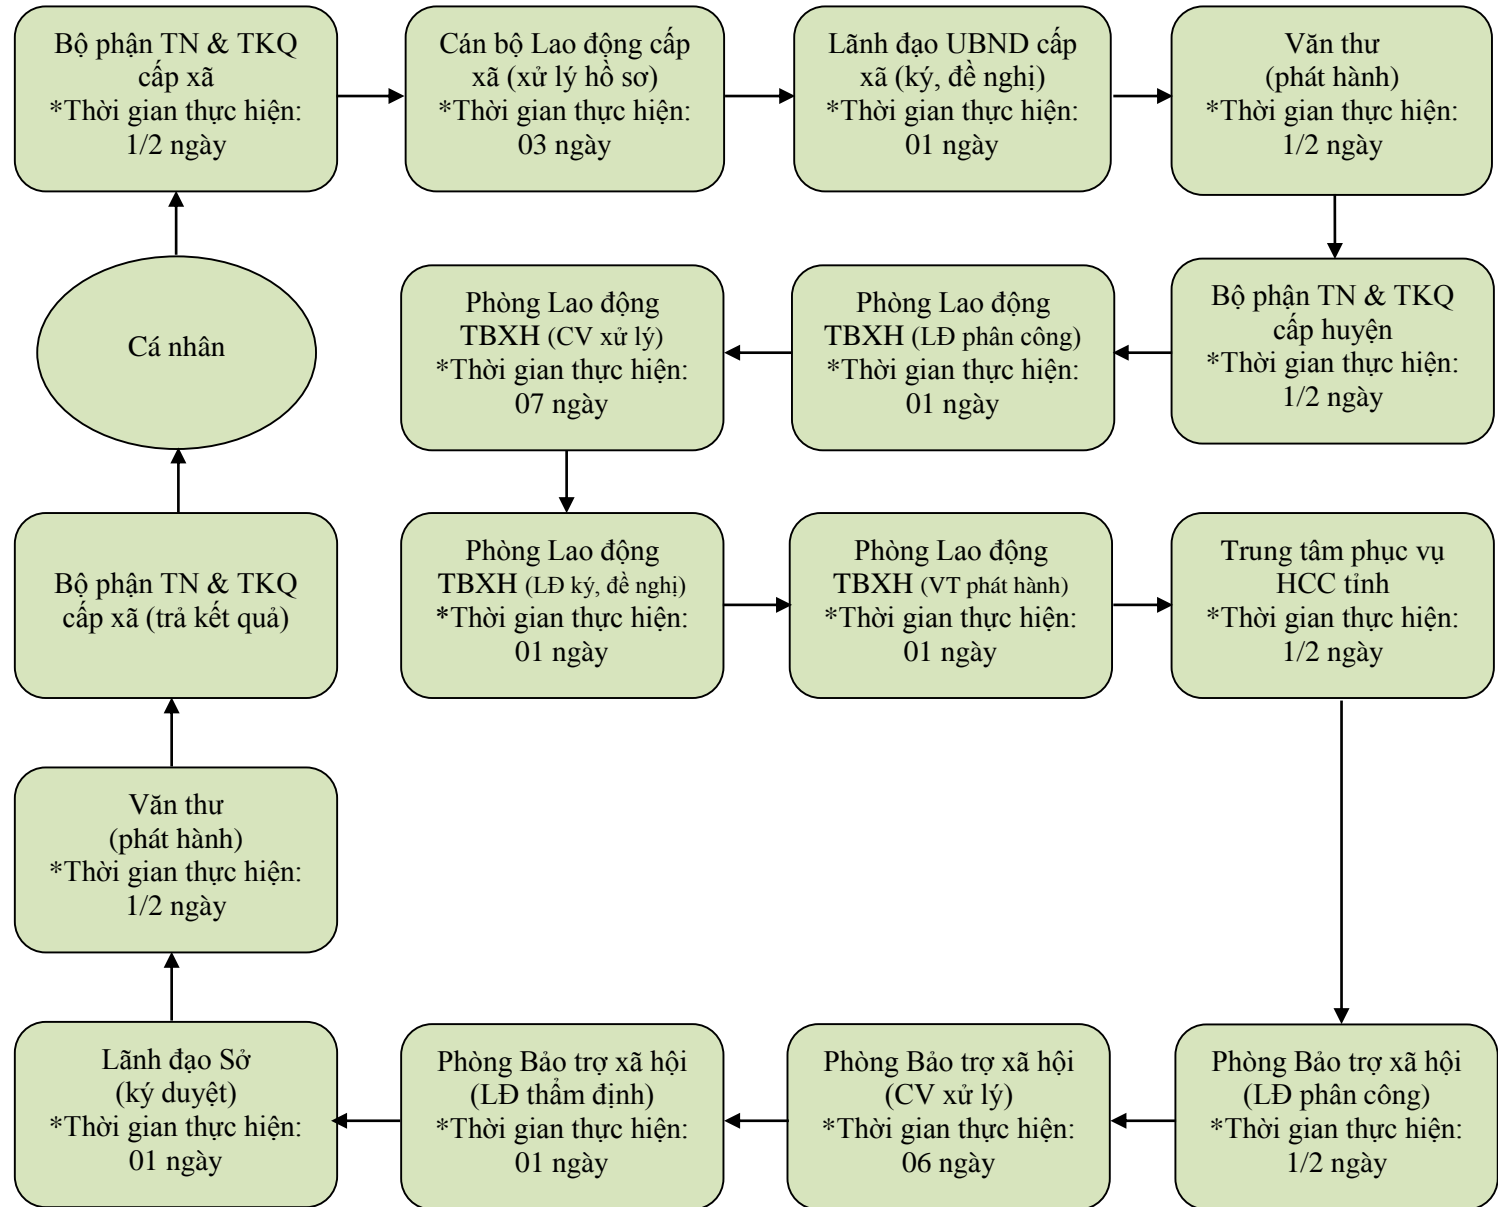 Bộ phận TN & TKQ
cấp xã
*Thời gian thực hiện:
1/2 ngày
Cán bộ Lao động cấp
xã (xử lý hồ sơ)
*Thời gian thực hiện:
03 ngày
Lãnh đạo UBND cấp
xã (ký, đề nghị)
*Thời gian thực hiện:
01 ngày
Văn thư
(phát hành)
*Thời gian thực hiện:
1/2 ngày
Cá nhân
Phòng Lao động
TBXH (CV xử lý)
*Thời gian thực hiện:
07 ngày
Phòng Lao động
TBXH (LĐ phân công)
*Thời gian thực hiện:
01 ngày
Bộ phận TN & TKQ
cấp huyện
*Thời gian thực hiện:
1/2 ngày
Bộ phận TN & TKQ
cấp xã (trả kết quả)
Phòng Lao động
TBXH (LĐ ký, đề nghị)
*Thời gian thực hiện:
01 ngày
Phòng Lao động
TBXH (VT phát hành)
*Thời gian thực hiện:
01 ngày
Trung tâm phục vụ
HCC tỉnh
*Thời gian thực hiện:
1/2 ngày
Văn thư
(phát hành)
*Thời gian thực hiện:
1/2 ngày
Lãnh đạo Sở
(ký duyệt)
*Thời gian thực hiện:
01 ngày
Phòng Bảo trợ xã hội
(LĐ thẩm định)
*Thời gian thực hiện:
01 ngày
Phòng Bảo trợ xã hội
(CV xử lý)
*Thời gian thực hiện:
06 ngày
Phòng Bảo trợ xã hội
(LĐ phân công)
*Thời gian thực hiện:
1/2 ngày